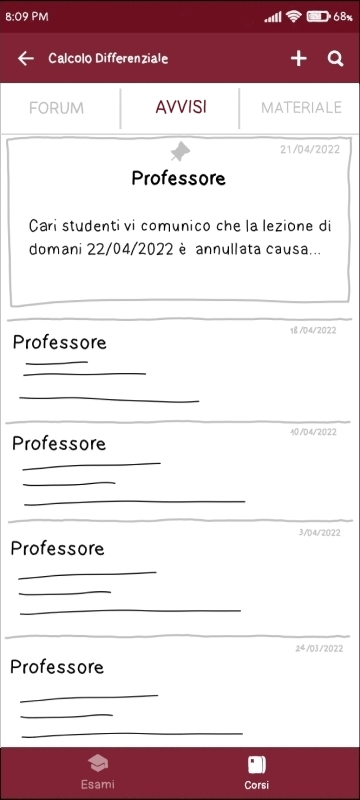 8:09 PM 68%
Calcolo Differenziale
FORUM AVVISI MATERIALE
21/04/2022
Professore
Cari studenti vi comunico che la lezione di
domani 22/04/2022 è annullata causa...
18/04/2022
Professore
10/04/2022
Professore
3/04/2022
Professore
24/03/2022
Professore
Esami Corsi